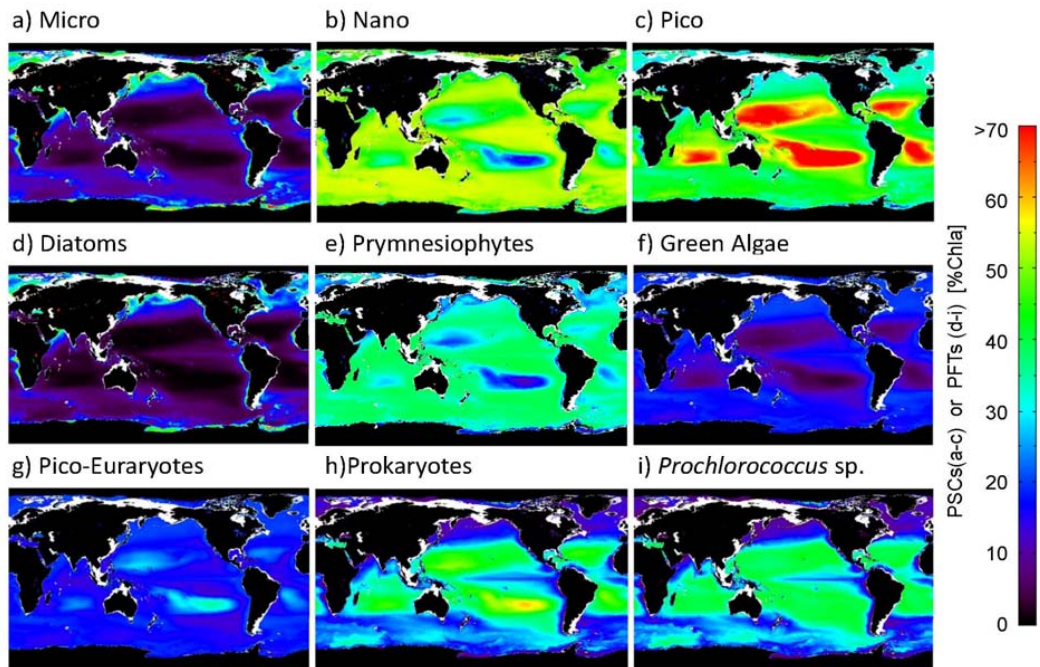 a) Micro
b) Nano
c) Pico
d) Diatoms
e) Prymnesiophytes
f) Green Algae
g) Pico-Euraryotes
h)Prokaryotes
i) Prochlorococcus sp.
>70
60
50
40
30
20
10
0
PSCs(a-c) or PFTs (d-i) [%Chla]